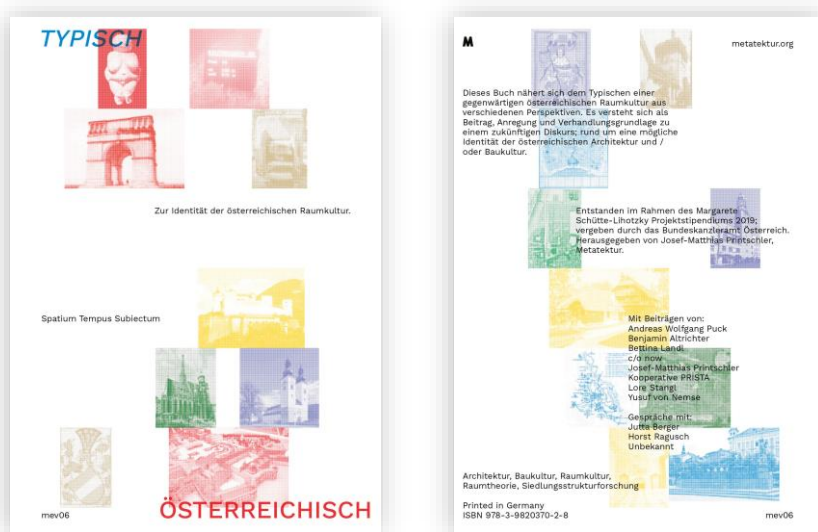 TYPISCH
Zur Identität der österreichischen Raumkultur.
Spatium Tempus Subiectum
mev06
ÖSTERREICHISCH
M
metatektur.org
Dieses Buch nähert sich dem Typischen einer
gegenwärtigen österreichischen Raumkultur aus
verschiedenen Perspektiven. Es versteht sich als
Beitrag, Anregung und Verhandlungsgrundlage zu
einem zukünftigen Diskurs; rund um eine mögliche
Identität der österreichischen Architektur und /
oder Baukultur.
Entstanden im Rahmen des Margarete
Schütte-Lihotzky Projektstipendiums 2019;
vergeben durch das Bundeskanzleramt Österreich.
Herausgegeben von Josef-Matthias Printschler,
Metatektur.
Mit Beiträgen von:
Andreas Wolfgang Puck
Benjamin Altrichter
Bettina Landl
c/o now
Josef-Matthias Printschler
Kooperative PRISTA
Lore Stangl
Yusuf von Nemse
Gespräche mit:
Jutta Berger
Horst Ragusch
Unbekannt
Architektur, Baukultur, Raumkultur,
Raumtheorie, Siedlungsstrukturforschung
Printed in Germany
ISBN 978-3-9820370-2-8
mev06